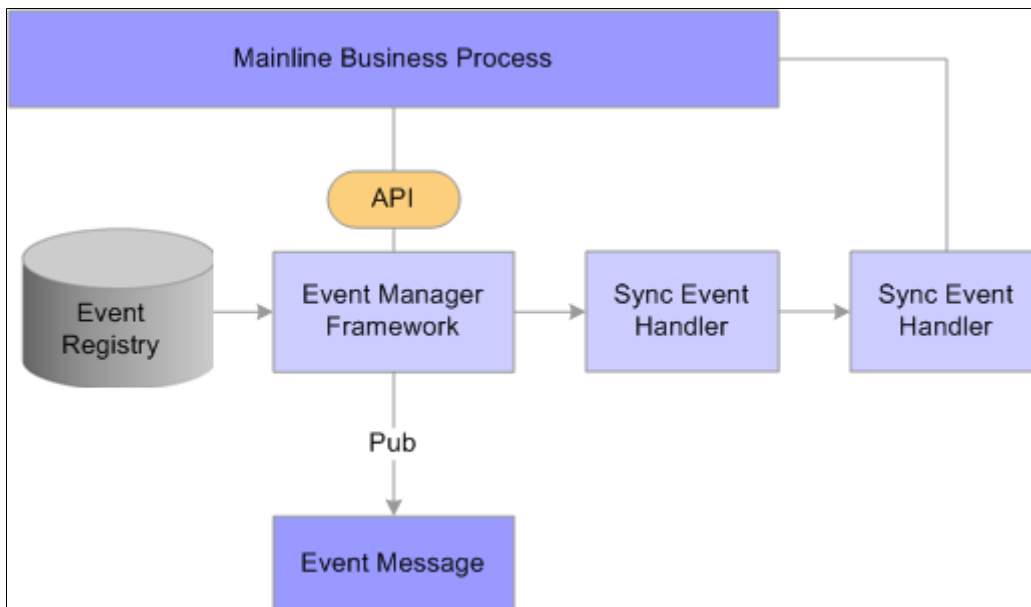 Mainline Business Process
API
Event
Registry
Event Manager
Framework
Sync Event
Handler
Sync Event
Handler
Pub
Event Message